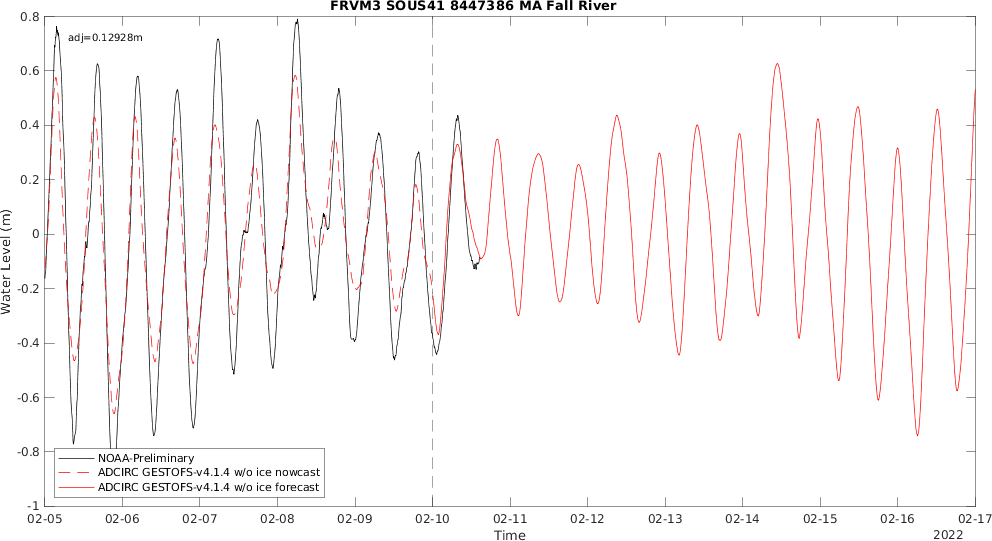 FRVM3 SOUS41 8447386 MA Fall River
adj=0.12928m
0.8
0.6
0.4
0.2
0
-0.2
-0.4
-0.6
-0.8
-1
Water Level (m)
NOAA-Preliminary
ADCIRC GESTOFS-v4.1.4 w/o ice nowcast
ADCIRC GESTOFS-v4.1.4 w/o ice forecast
02-05 02-06 02-07 02-08 02-09 02-10 02-11 02-12 02-13 02-14 02-15 02-16 02-17
Time
2022